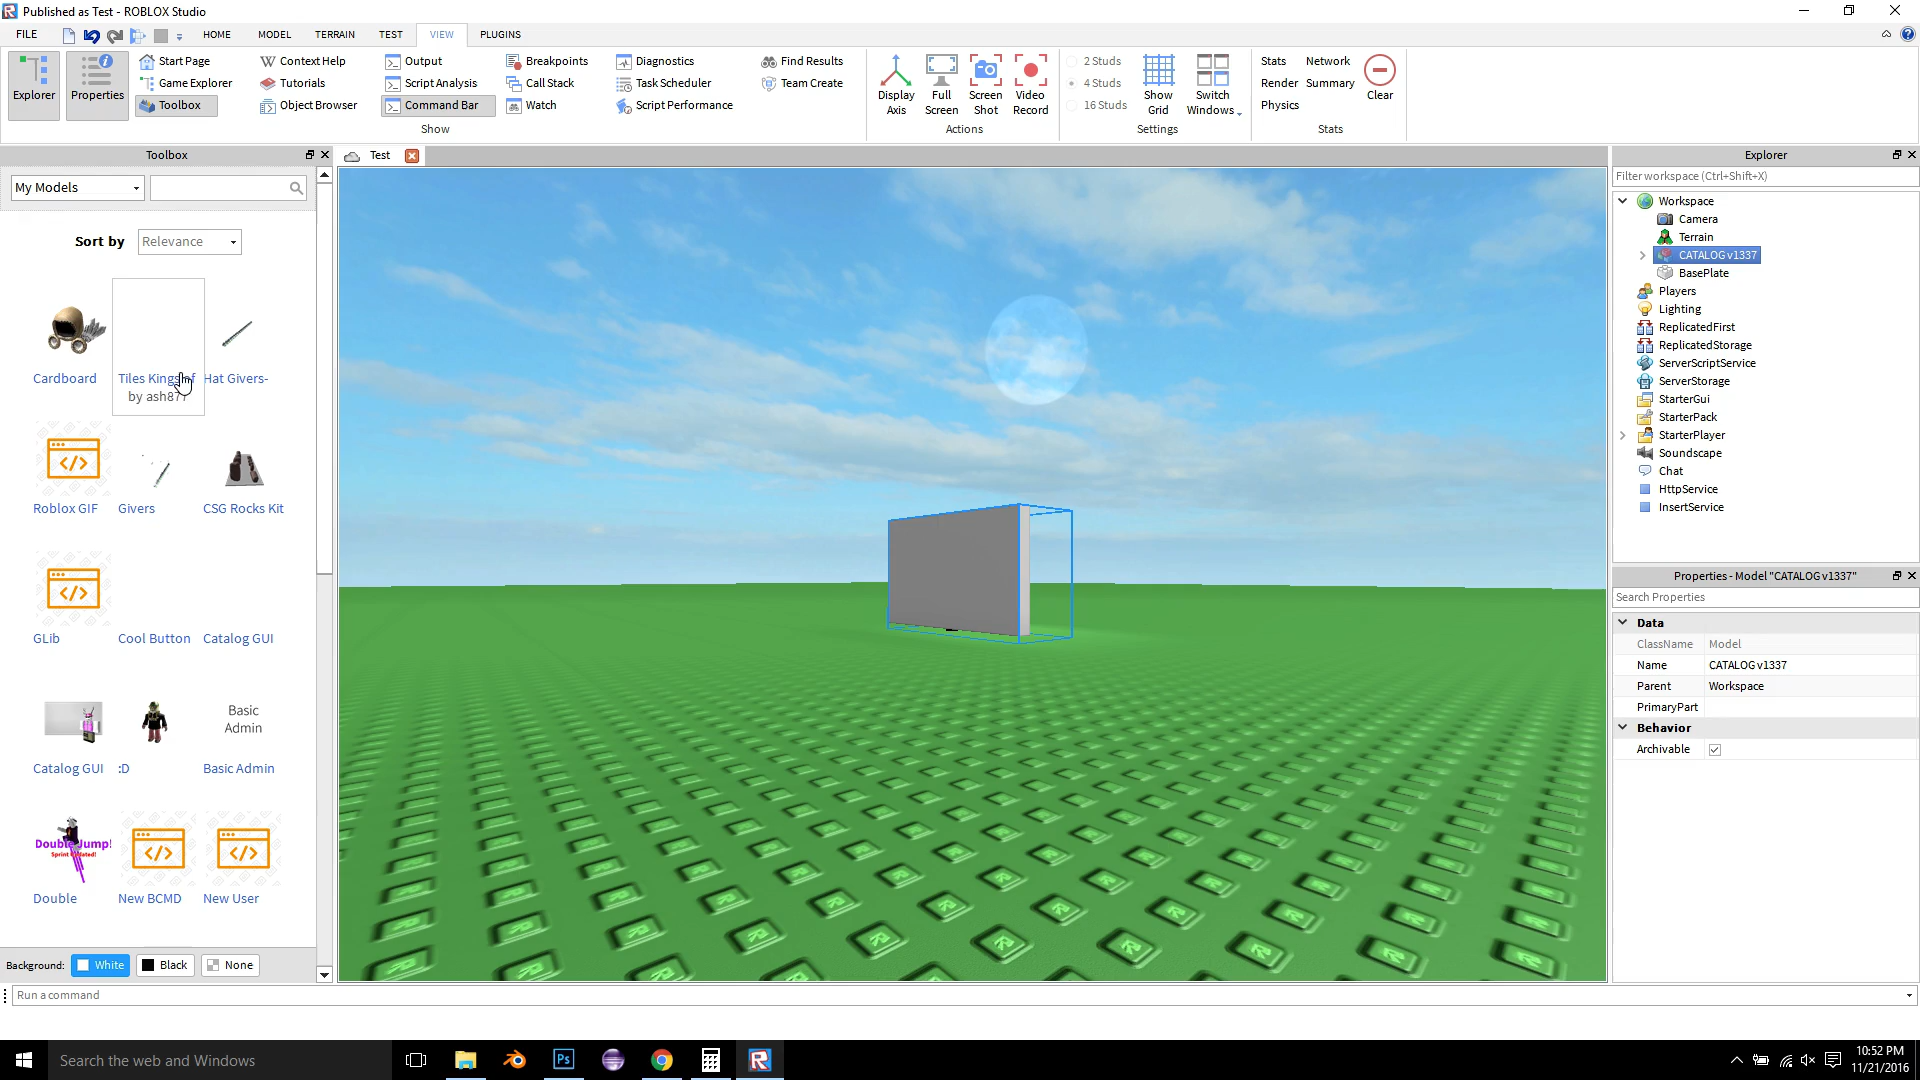 Published as Test - ROBLOX Studio
FILE HOME MODEL TERRAIN TEST VIEW PLUGINS
Explorer
Properties
Start Page
Game Explorer
Toolbox
Context Help
Tutorials
Object Browser
Output
Script Analysis
Command Bar
Breakpoints
Call Stack
Watch
Diagnostics
Task Scheduler
Script Performance
Find Results
Team Create
Show
Display
Axis
Full
Screen
Screen
Shot
Video
Record
Actions
2 Studs
4 Studs
16 Studs
Show
Grid
Switch
Windows
Settings
Stats Network
Render Summary
Physics
Clear
Stats
Toolbox
My Models
Sort by Relevance
Cardboard
Tiles Kings of
by ash877
Hat Givers-
Roblox GIF
Givers
CSG Rocks Kit
GLib
Cool Button
Catalog GUI
Catalog GUI
:D
Basic
Admin
Basic Admin
Double Jump!
Double
New BCMD
New User
Background: White Black None
Test
Explorer
Filter workspace (Ctrl+Shift+X)
Workspace
Camera
Terrain
CATALOG v1337
BasePlate
Players
Lighting
ReplicatedFirst
ReplicatedStorage
ServerScriptService
ServerStorage
StarterGui
StarterPack
StarterPlayer
Soundscape
Chat
HttpService
InsertService
Properties - Model "CATALOG v1337"
Search Properties
Data
ClassName Model
Name CATALOG v1337
Parent Workspace
PrimaryPart
Behavior
Archivable
Run a command
Search the web and Windows
Ps
10:52 PM
11/21/2016